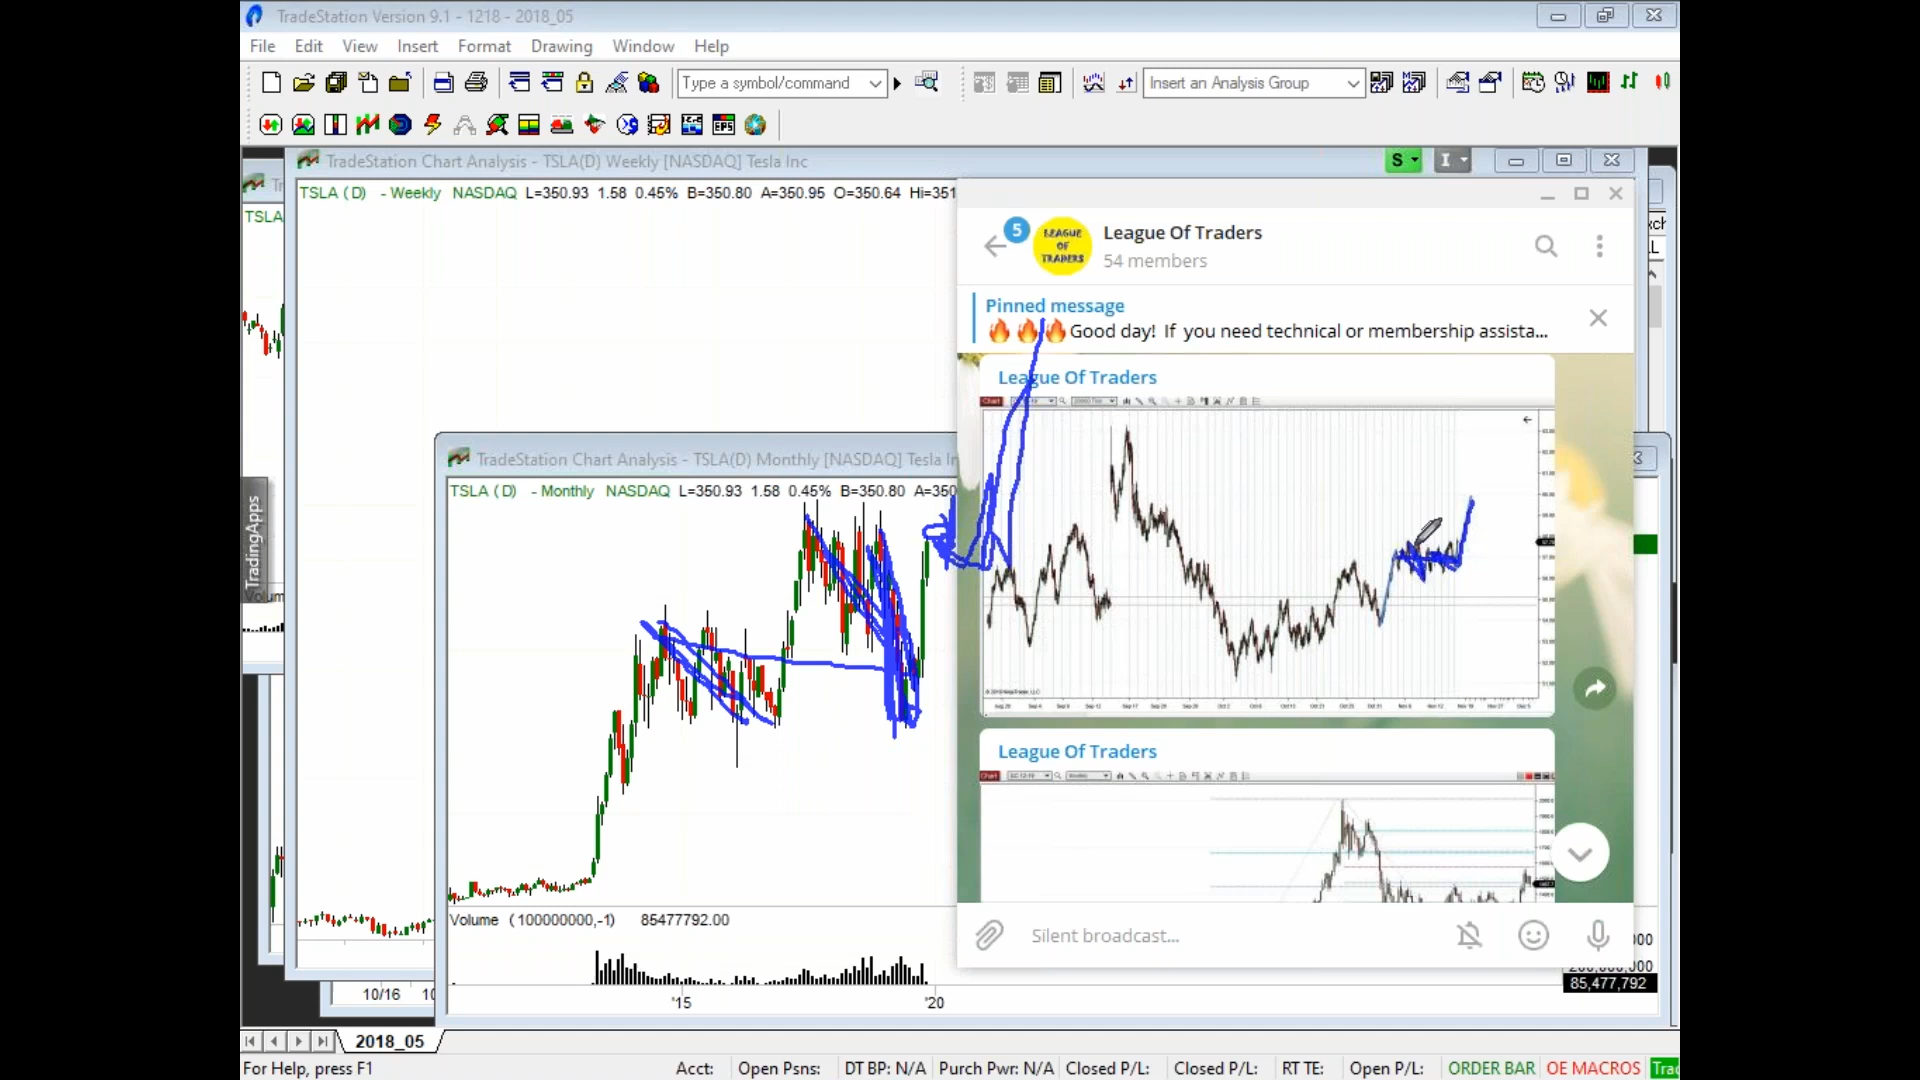 TradeStation Version 9.1 - 1218 - 2018_05
File Edit View Insert Format Drawing Window Help
Type a symbol/command
Insert an Analysis Group
EPS
TradeStation Chart Analysis - TSLA(D) Weekly [NASDAQ] Tesla Inc
S
I
TSLA (D) - Weekly NASDAQ L=350.93 1.58 0.45% B=350.80 A=350.95 O=350.64 Hi=351
TSLA
5
LEAGUE OF TRADERS
League Of Traders
54 members
Pinned message
🔥🔥🔥Good day! If you need technical or membership assista...
League Of Traders
TradeStation Chart Analysis - TSLA(D) Monthly [NASDAQ] Tesla In
TSLA (D) - Monthly NASDAQ L=350.93 1.58 0.45% B=350.80 A=350
TradingApps
Volum
League Of Traders
Volume (100000000,-1) 85477792.00
Silent broadcast...
85,477,792
10/16
'15
'20
2018_05
For Help, press F1
Acct: Open Psns: DT BP: N/A Purch Pwr: N/A Closed P/L: Closed P/L: RT TE: Open P/L: ORDER BAR OE MACROS